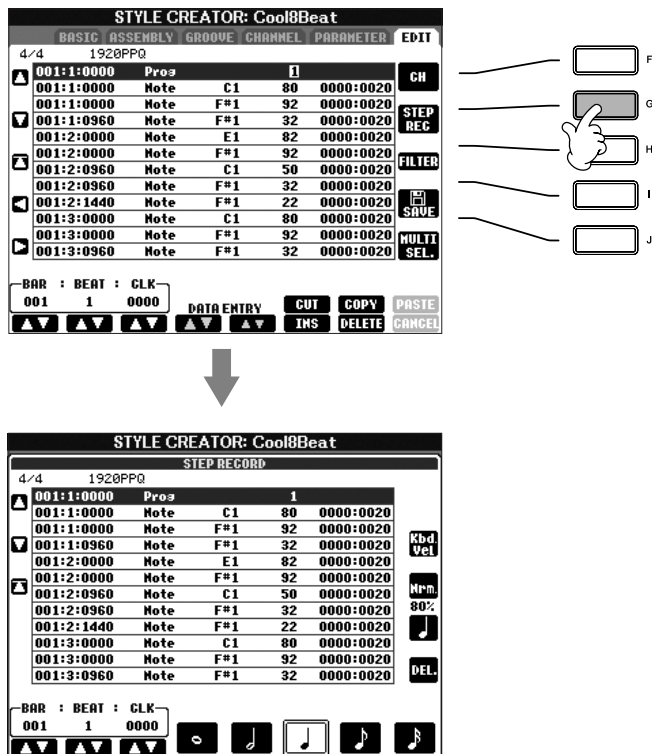 STYLE CREATOR: Cool8Beat
BASIC ASSEMBLY GROOVE CHANNEL PARAMETER EDIT
4/4 1920PPQ
001:1:0000 Prog 1
001:1:0000 Note C1 80 0000:0020
001:1:0000 Note F#1 92 0000:0020
001:1:0960 Note F#1 32 0000:0020
001:2:0000 Note E1 82 0000:0020
001:2:0000 Note F#1 92 0000:0020
001:2:0960 Note C1 50 0000:0020
001:2:0960 Note F#1 32 0000:0020
001:2:1440 Note F#1 22 0000:0020
001:3:0000 Note C1 80 0000:0020
001:3:0000 Note F#1 92 0000:0020
001:3:0960 Note F#1 32 0000:0020
CH
STEP
REC
FILTER
SAVE
MULTI
SEL.
F
G
H
I
J
BAR : BEAT : CLK
001 1 0000
DATA ENTRY
CUT COPY PASTE
INS DELETE CANCEL
STYLE CREATOR: Cool8Beat
STEP RECORD
4/4 1920PPQ
001:1:0000 Prog 1
001:1:0000 Note C1 80 0000:0020
001:1:0000 Note F#1 92 0000:0020
001:1:0960 Note F#1 32 0000:0020
001:2:0000 Note E1 82 0000:0020
001:2:0000 Note F#1 92 0000:0020
001:2:0960 Note C1 50 0000:0020
001:2:0960 Note F#1 32 0000:0020
001:2:1440 Note F#1 22 0000:0020
001:3:0000 Note C1 80 0000:0020
001:3:0000 Note F#1 92 0000:0020
001:3:0960 Note F#1 32 0000:0020
Kbd.
Vel
Nrm.
80%
DEL.
BAR : BEAT : CLK
001 1 0000